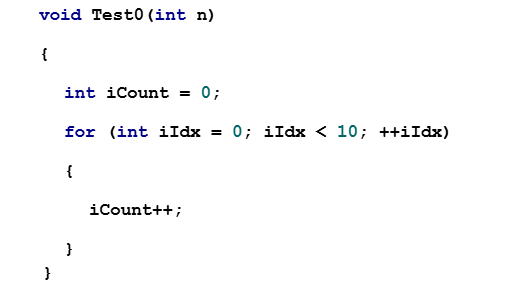 void Test0(int n)
{
int iCount = 0;
for (int iIdx = 0; iIdx < 10; ++iIdx)
{
iCount++;
}
}